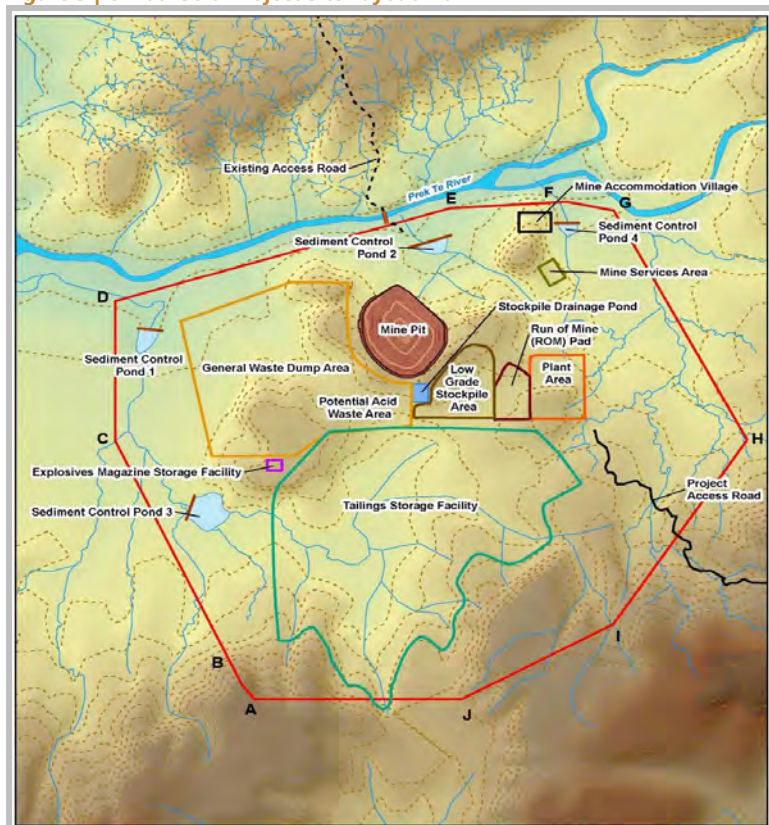 Existing Access Road
Prek Te River
E
F
G
Mine Accommodation Village
Sediment Control
Pond 2
Sediment Control
Pond 4
Mine Services Area
D
Stockpile Drainage Pond
Mine Pit
Run of Mine
(ROM) Pad
Sediment Control
Pond 1
General Waste Dump Area
Low
Grade
Stockpile
Area
Plant
Area
Potential Acid
Waste Area
C
H
Explosives Magazine Storage Facility
Project
Access Road
Sediment Control Pond 3
Tailings Storage Facility
I
B
A
J